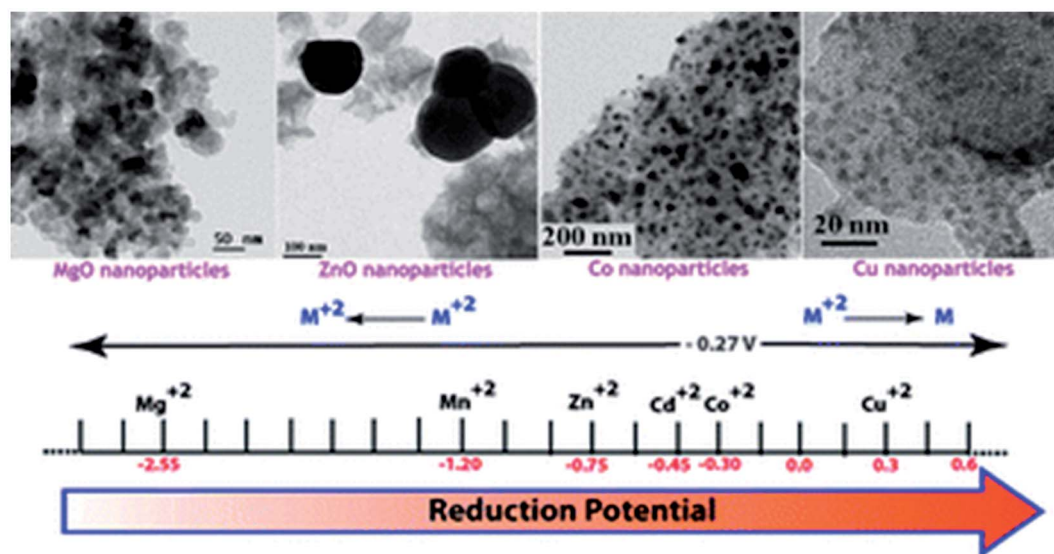 50 nm
100 nm
200 nm
20 nm
MgO nanoparticles
ZnO nanoparticles
Co nanoparticles
Cu nanoparticles
M+2 M+2
M+2 M
- 0.27 V
Mg+2
Mn+2
Zn+2
Cd+2
Co+2
Cu+2
-2.55
-1.20
-0.75
-0.45
-0.30
0.0
0.3
0.6
Reduction Potential